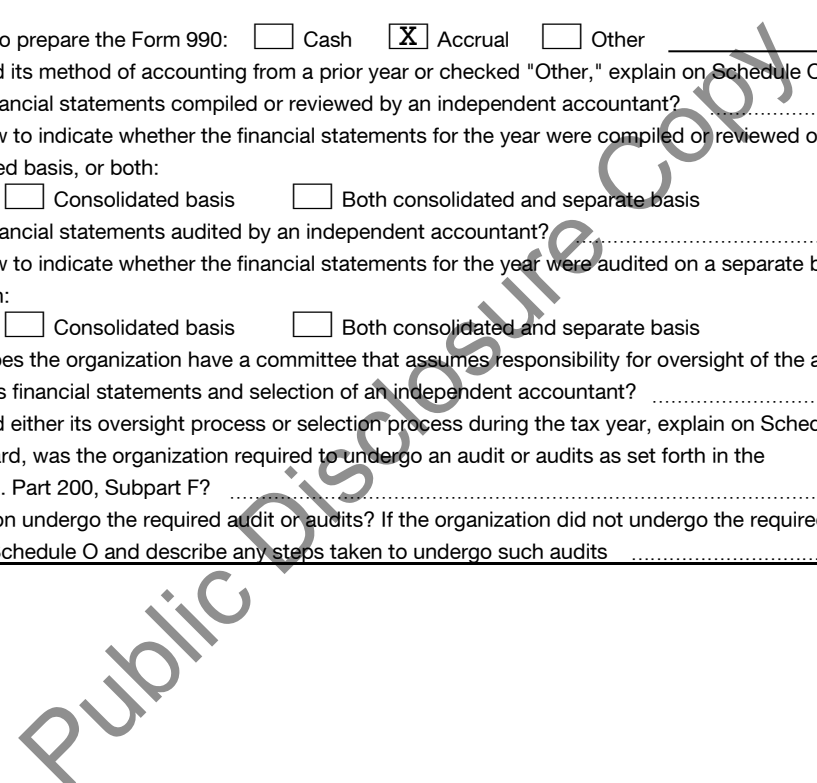 o prepare the Form 990: Cash X Accrual Other
d its method of accounting from a prior year or checked "Other," explain on Schedule O
ancial statements compiled or reviewed by an independent accountant?
w to indicate whether the financial statements for the year were compiled or reviewed o
ed basis, or both:
Consolidated basis Both consolidated and separate basis
ancial statements audited by an independent accountant?
w to indicate whether the financial statements for the year were audited on a separate b
h:
Consolidated basis Both consolidated and separate basis
oes the organization have a committee that assumes responsibility for oversight of the a
s financial statements and selection of an independent accountant?
d either its oversight process or selection process during the tax year, explain on Sched
ard, was the organization required to undergo an audit or audits as set forth in the
. Part 200, Subpart F?
on undergo the required audit or audits? If the organization did not undergo the require
Schedule O and describe any steps taken to undergo such audits
Public Disclosure Copy